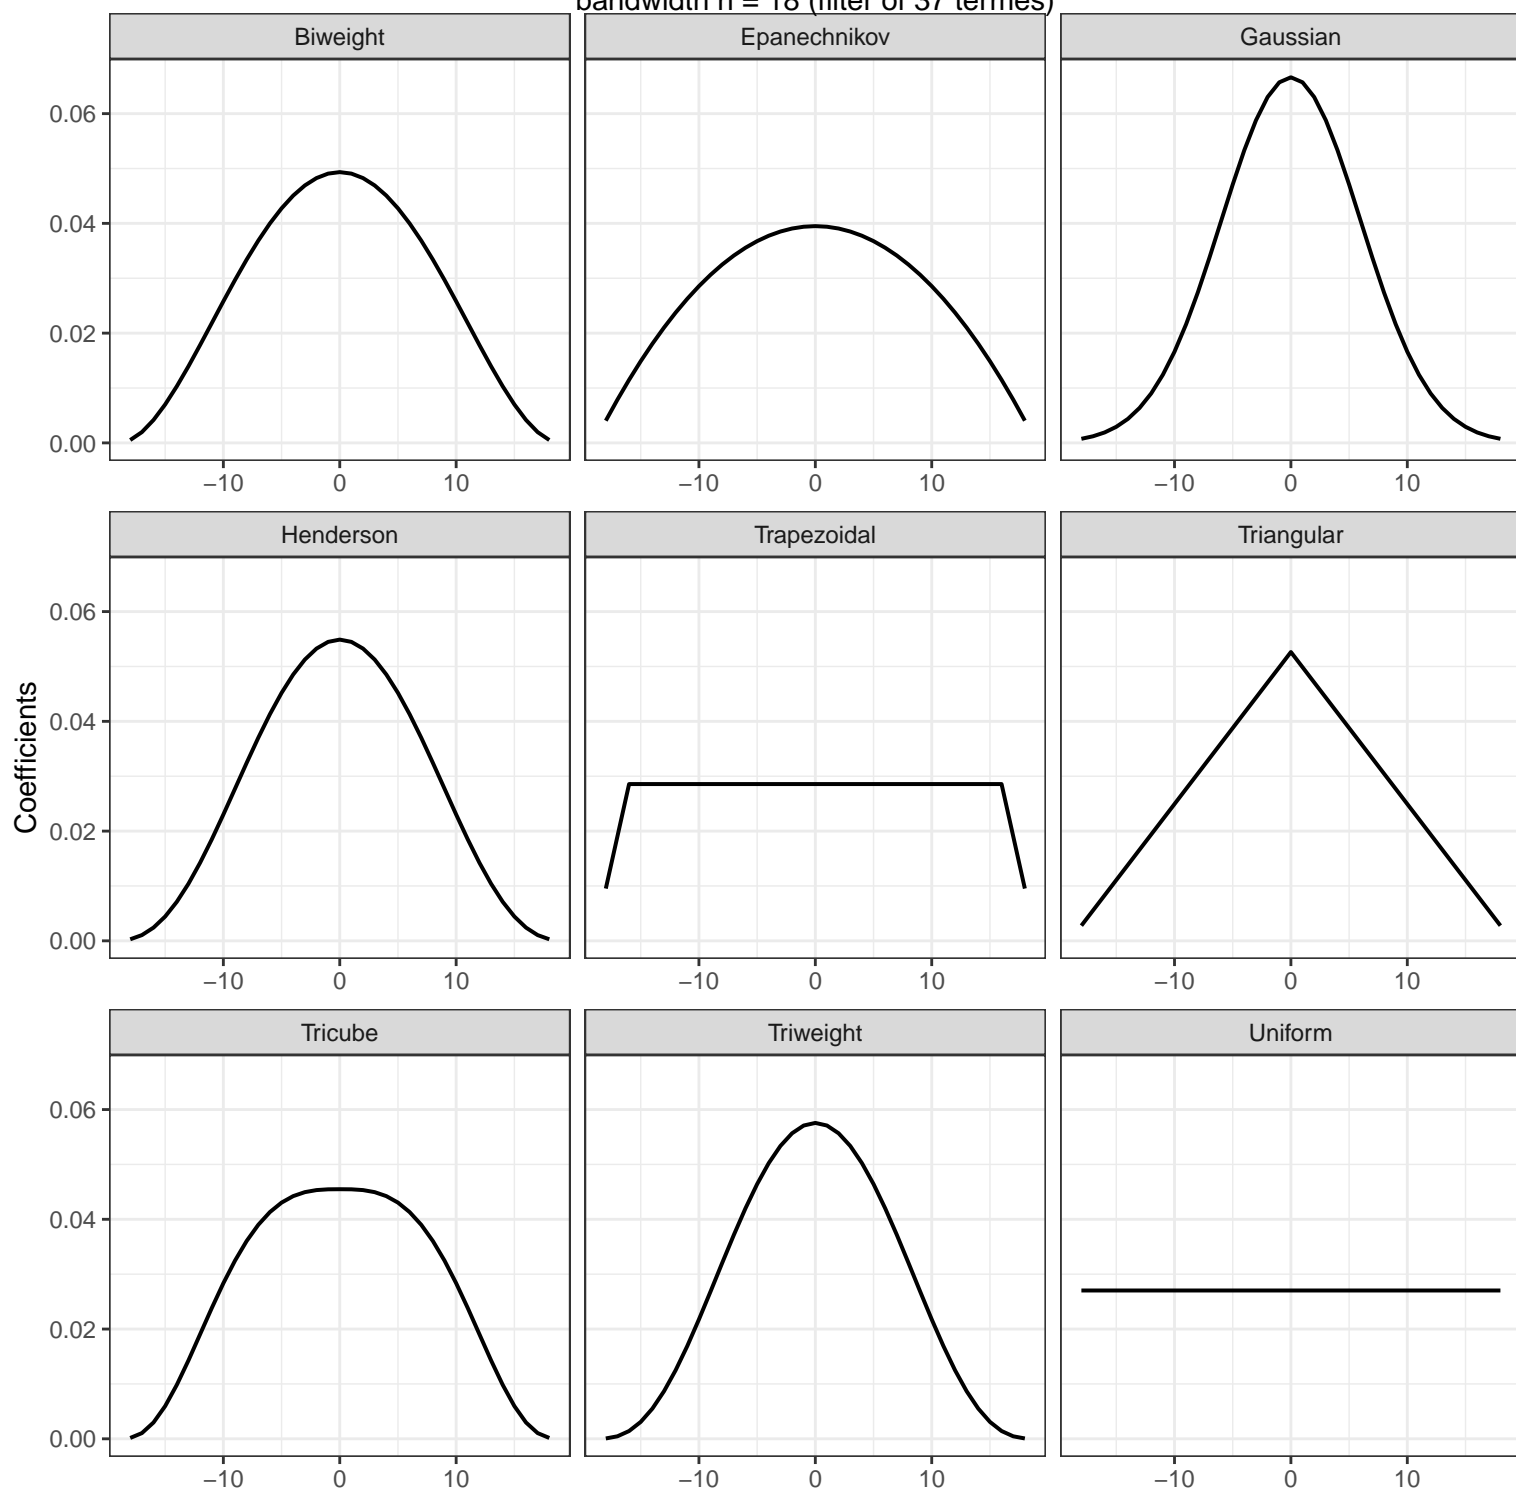 bandwidth h = 18 (filter of 37 termes)
Biweight Epanechnikov Gaussian
0.06
0.04
0.02
0.00
−10 0 10 −10 0 10 −10 0 10
Henderson Trapezoidal Triangular
Coefficients
0.06
0.04
0.02
0.00
−10 0 10 −10 0 10 −10 0 10
Tricube Triweight Uniform
0.06
0.04
0.02
0.00
−10 0 10 −10 0 10 −10 0 10